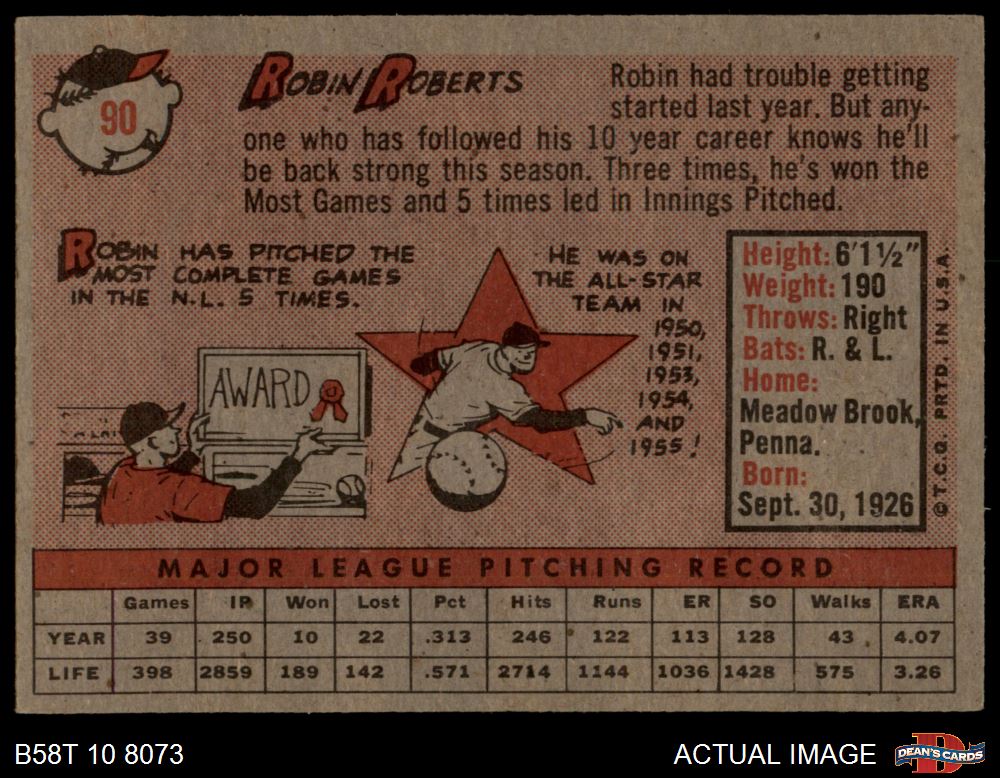 90
ROBIN ROBERTS
Robin had trouble getting
started last year. But any-
one who has followed his 10 year career knows he'll
be back strong this season. Three times, he's won the
Most Games and 5 times led in Innings Pitched.
ROBIN HAS PITCHED THE
MOST COMPLETE GAMES
IN THE N.L. 5 TIMES.
AWARD
HE WAS ON
THE ALL-STAR
TEAM IN
1950,
1951,
1953,
1954,
AND
1955!
Height: 6'1½"
Weight: 190
Throws: Right
Bats: R. & L.
Home:
Meadow Brook,
Penna.
Born:
Sept. 30, 1926
© T.C.G. PRTD. IN U.S.A.
MAJOR LEAGUE PITCHING RECORD
Games IP Won Lost Pct Hits Runs ER SO Walks ERA
YEAR 39 250 10 22 .313 246 122 113 128 43 4.07
LIFE 398 2859 189 142 .571 2714 1144 1036 1428 575 3.26
B58T 10 8073
ACTUAL IMAGE
DEAN'S CARDS